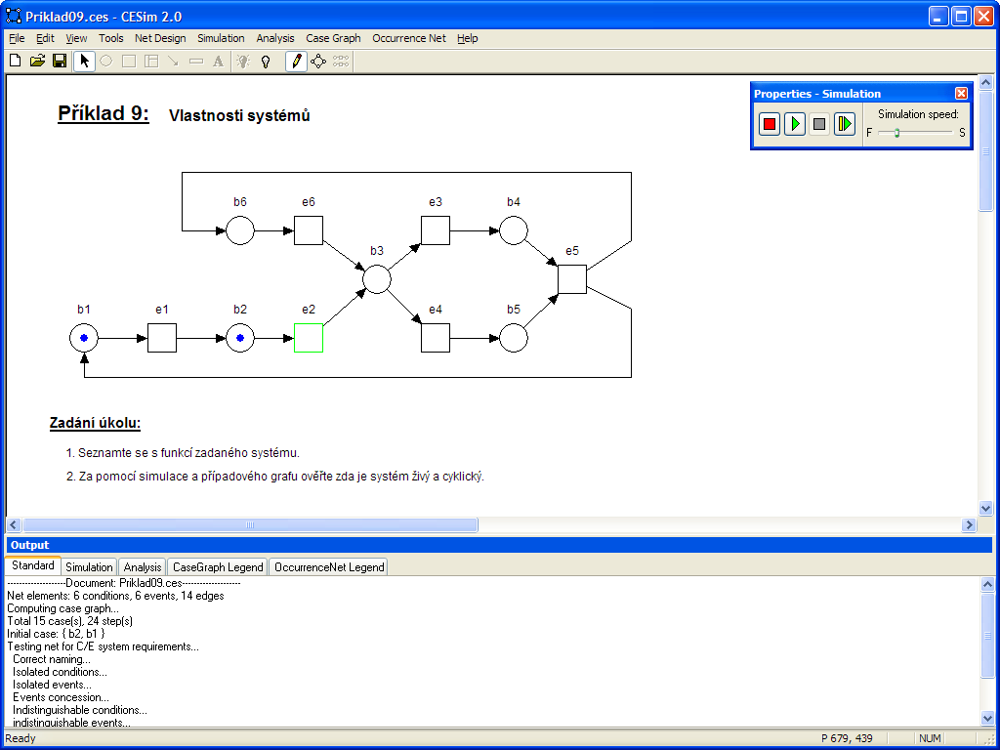 Priklad09.ces - CESim 2.0
File Edit View Tools Net Design Simulation Analysis Case Graph Occurrence Net Help
A
Příklad 9: Vlastnosti systémů
Properties - Simulation
Simulation speed:
F S
b6 e6 e3 b4
b3 e5
b1 e1 b2 e2 e4 b5
Zadání úkolu:
1. Seznamte se s funkcí zadaného systému.
2. Za pomocí simulace a případového grafu ověřte zda je systém živý a cyklický.
Output
Standard Simulation Analysis CaseGraph Legend OccurrenceNet Legend
--------------------Document: Priklad09.ces--------------------
Net elements: 6 conditions, 6 events, 14 edges
Computing case graph...
Total 15 case(s), 24 step(s)
Initial case: { b2, b1 }
Testing net for C/E system requirements...
Correct naming...
Isolated conditions...
Isolated events...
Events concession...
Indistinguishable conditions...
indistinguishable events...
Ready P 679, 439 NUM